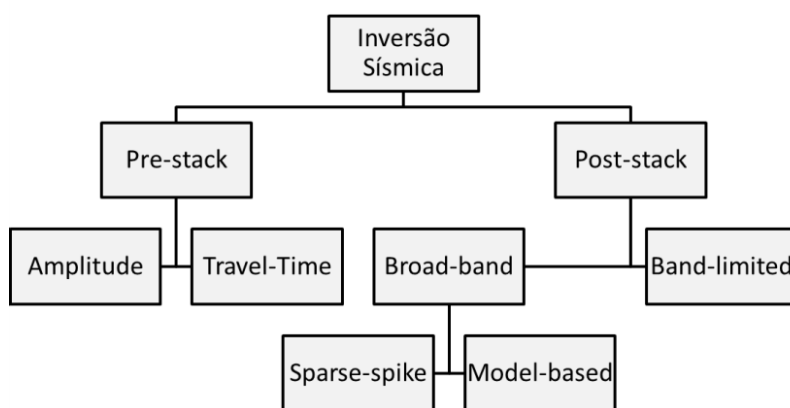 Inversão
Sísmica
Pre-stack
Post-stack
Amplitude
Travel-Time
Broad-band
Band-limited
Sparse-spike
Model-based